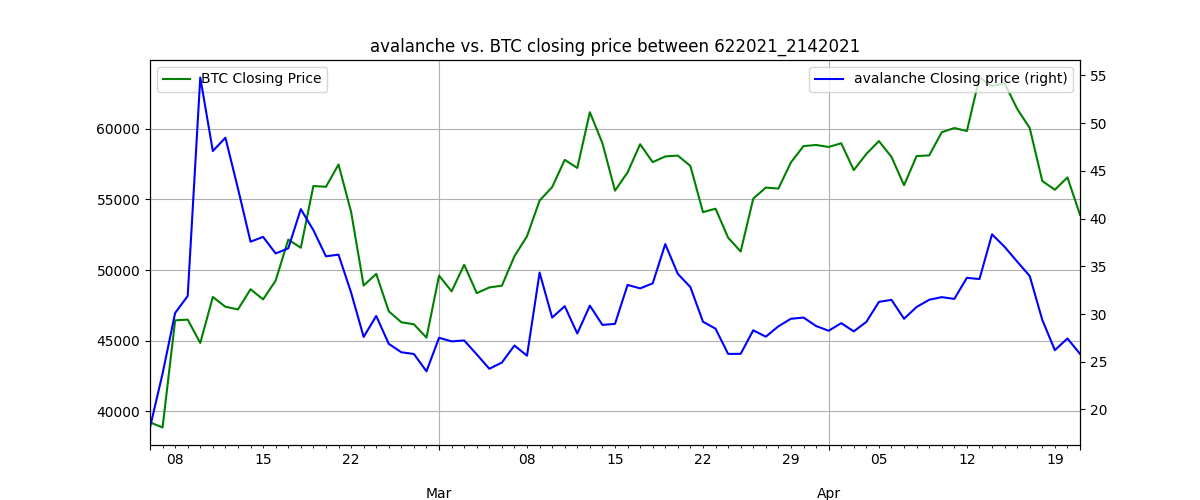 avalanche vs. BTC closing price between 622021_2142021
BTC Closing Price
avalanche Closing price (right)
60000
55000
50000
45000
40000
55
50
45
40
35
30
25
20
08 15 22 08 15 22 29 05 12 19
Mar Apr